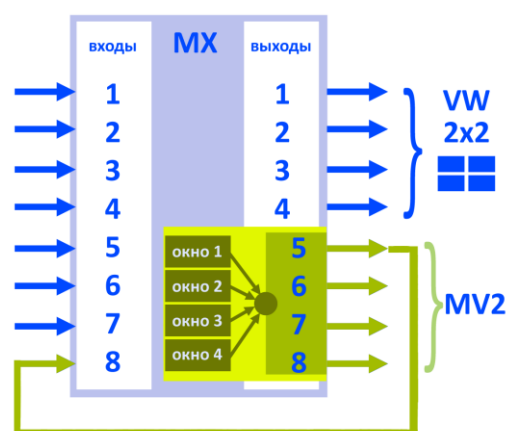 входы MX выходы
1 1
2 2
3 3
4 4
VW
2x2
5 окно 1 5
6 окно 2 6
7 окно 3 7
8 окно 4 8
MV2